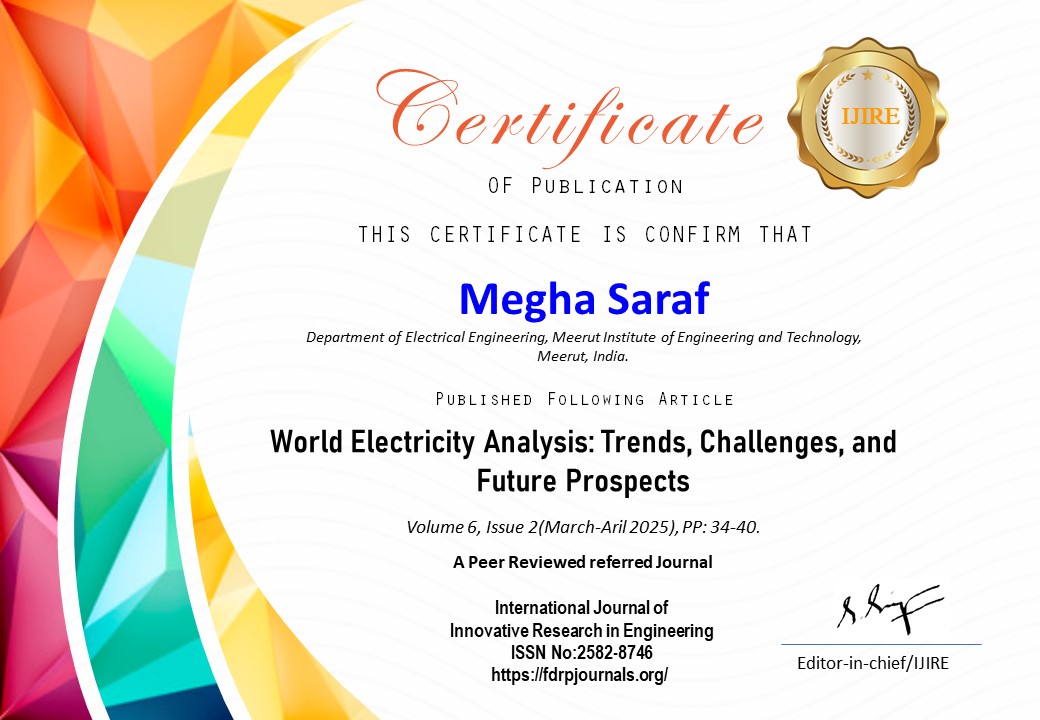 Certificate
IJIRE
OF PUBLICATION
THIS CERTIFICATE IS CONFIRM THAT
Megha Saraf
Department of Electrical Engineering, Meerut Institute of Engineering and Technology,
Meerut, India.
PUBLISHED FOLLOWING ARTICLE
World Electricity Analysis: Trends, Challenges, and
Future Prospects
Volume 6, Issue 2(March-Aril 2025), PP: 34-40.
A Peer Reviewed referred Journal
International Journal of
Innovative Research in Engineering
ISSN No:2582-8746
https://fdrpjournals.org/
Editor-in-chief/IJIRE